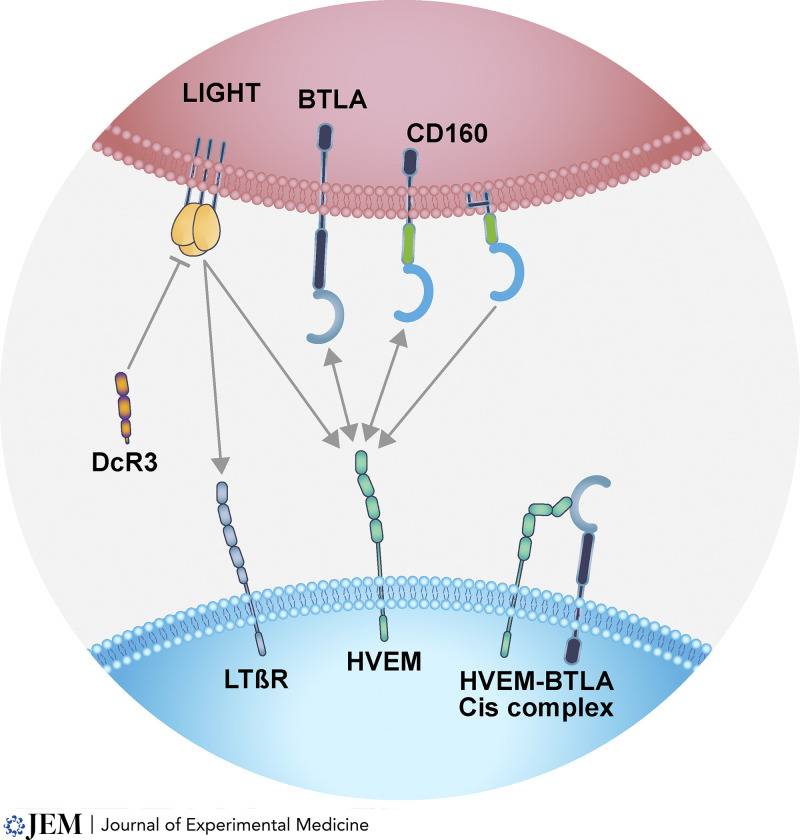 LIGHT
BTLA
CD160
DcR3
LTßR
HVEM
HVEM-BTLA
Cis complex
JEM | Journal of Experimental Medicine